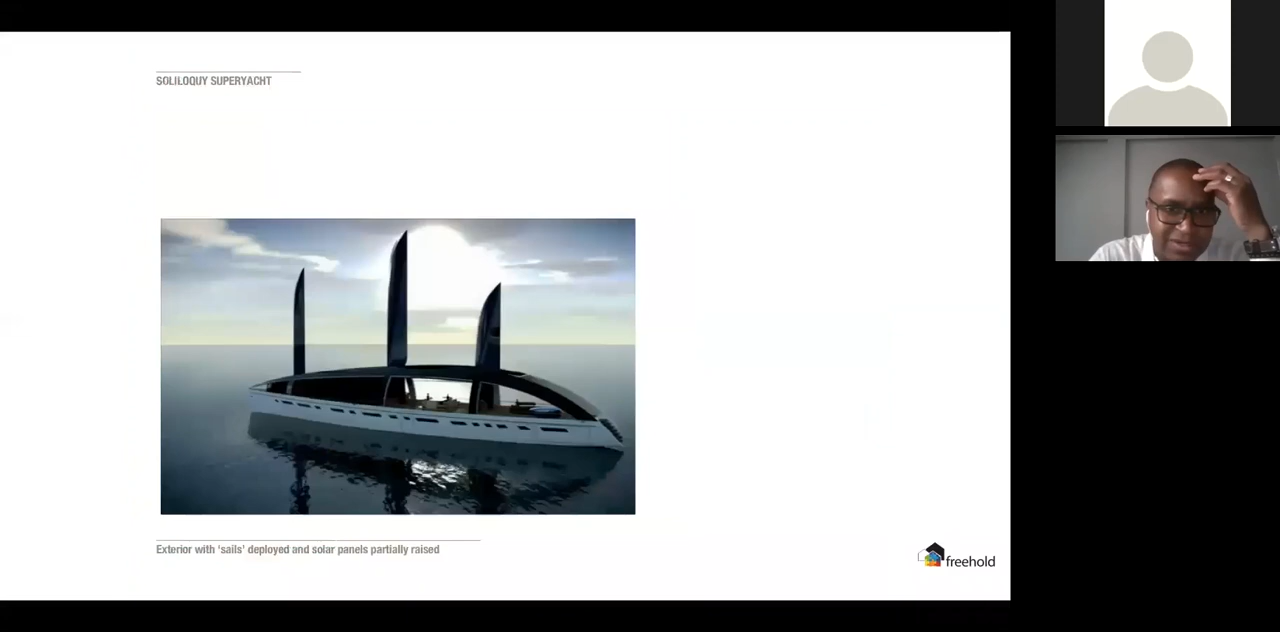 SOLILOQUY SUPERYACHT
Exterior with 'sails' deployed and solar panels partially raised
freehold